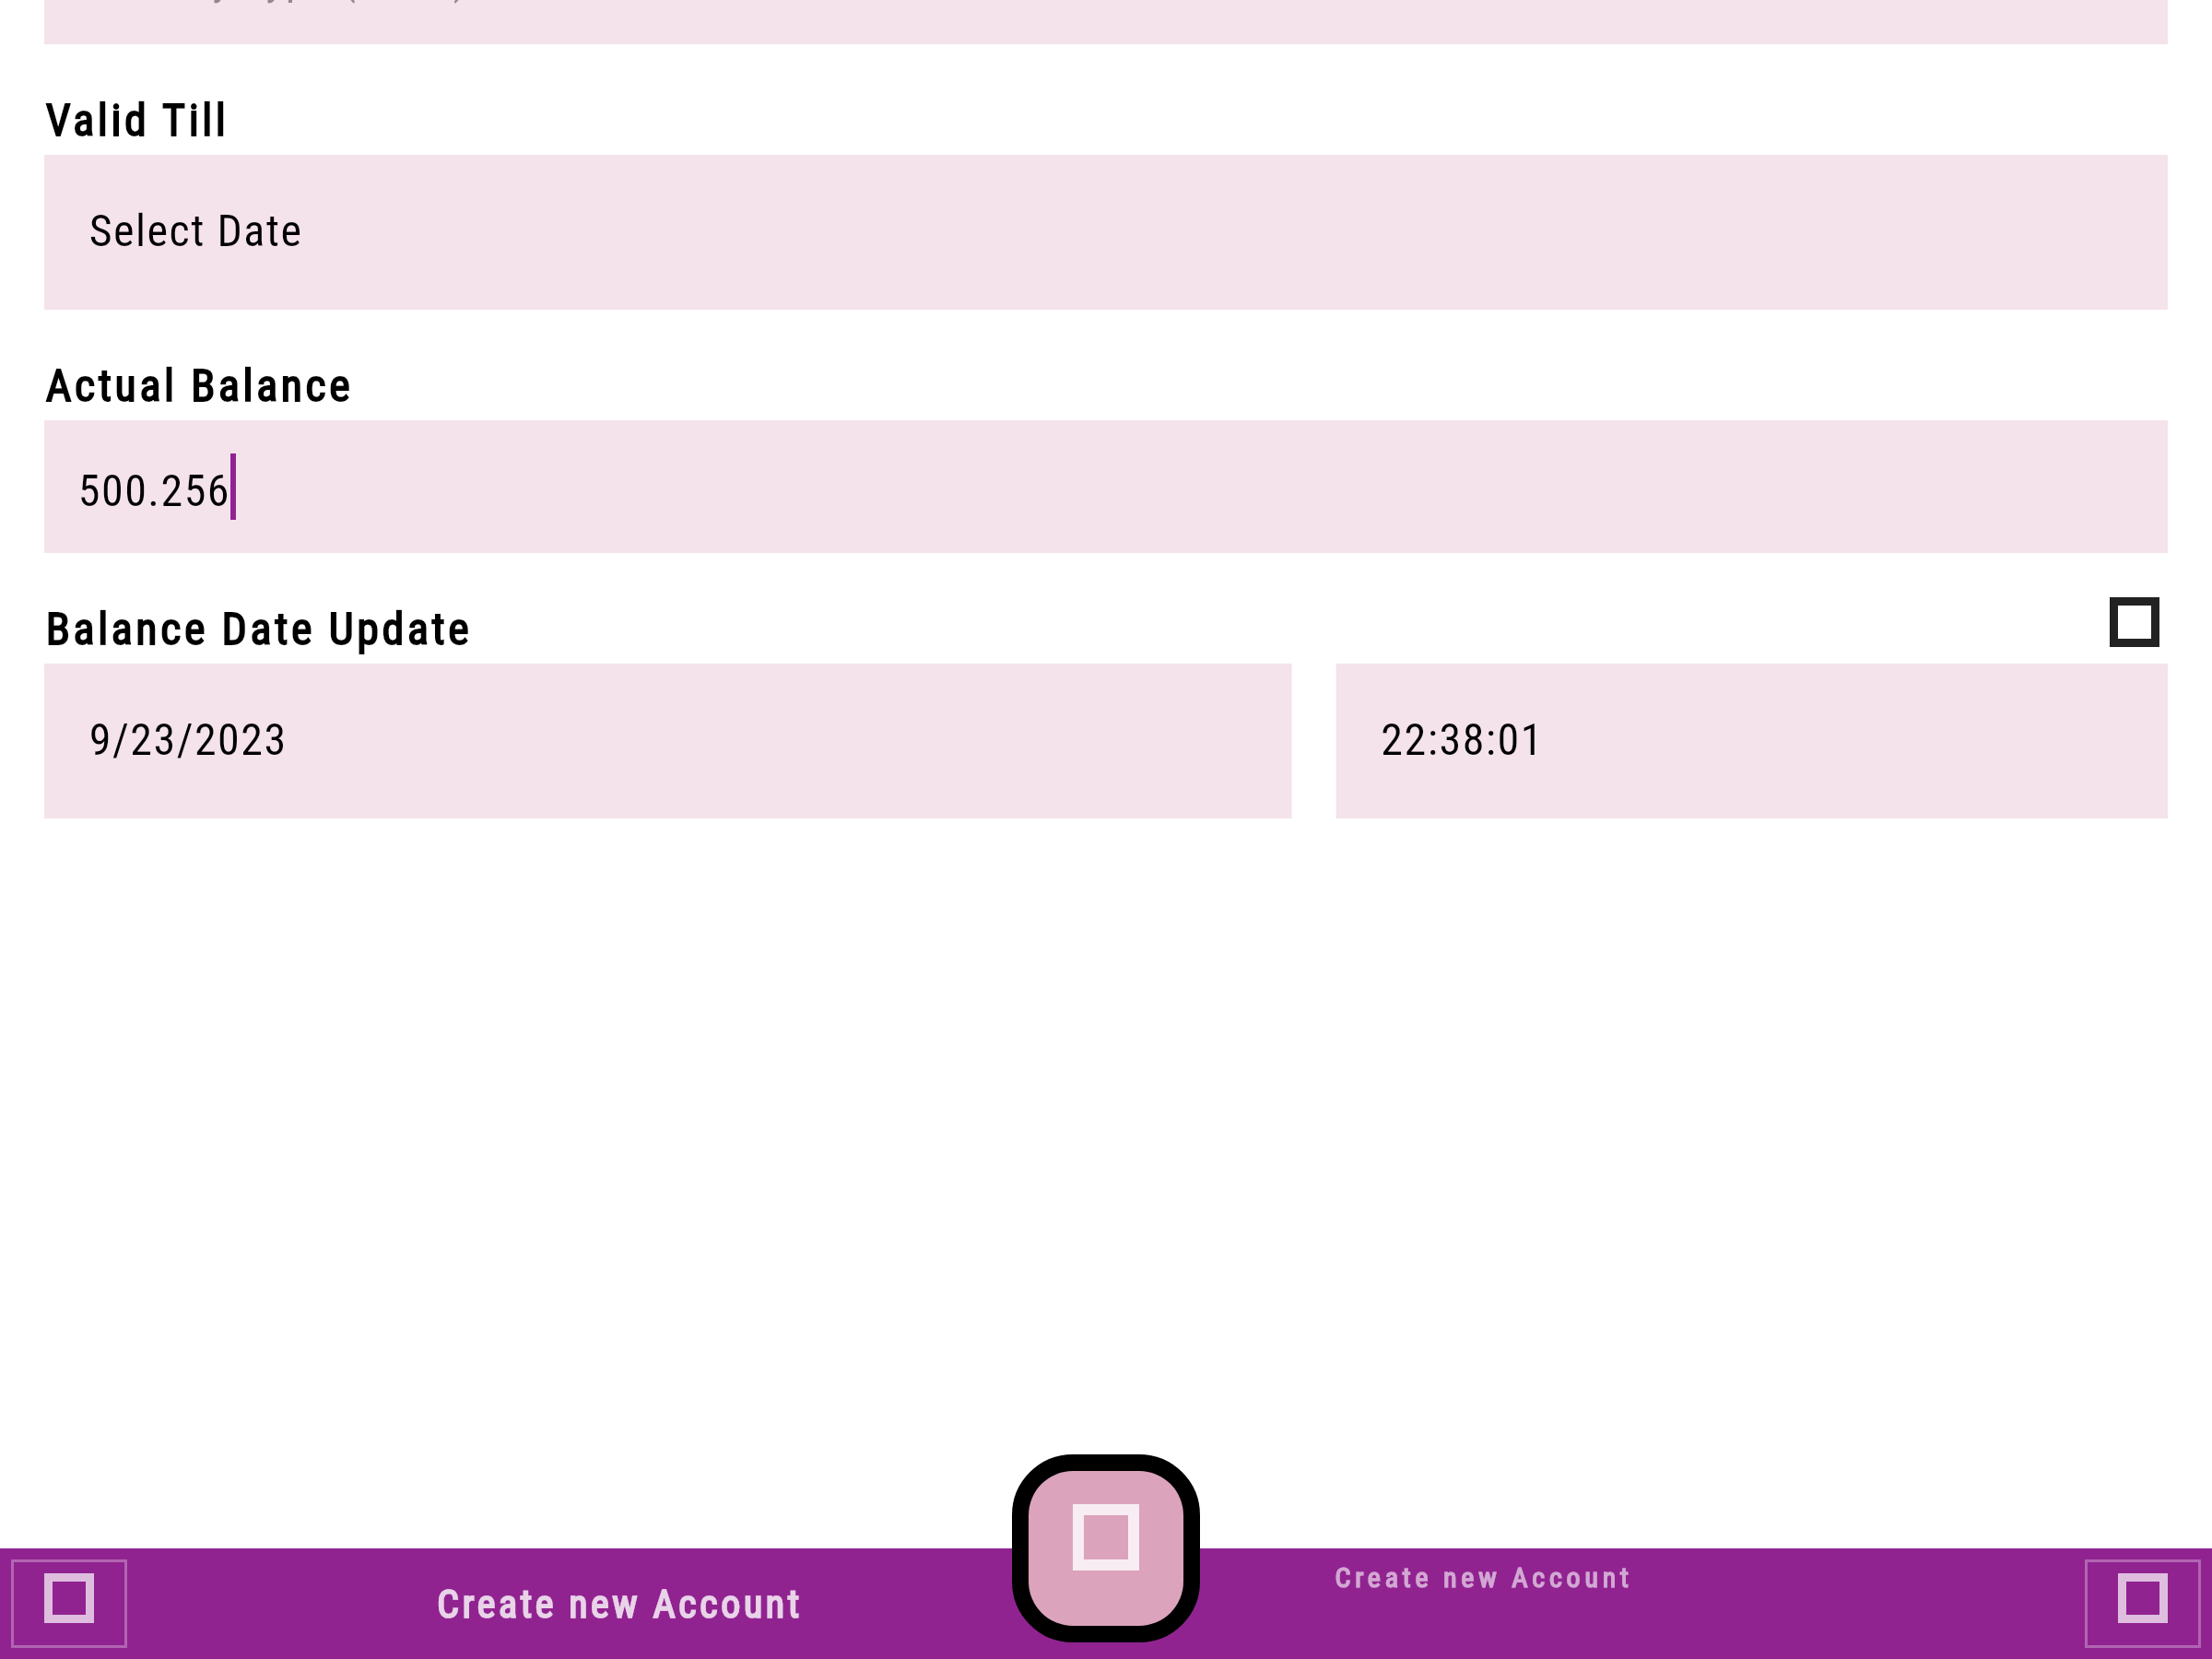 Valid Till
Select Date
Actual Balance
500.256
Balance Date Update
9/23/2023
22:38:01
Create new Account
Create new Account